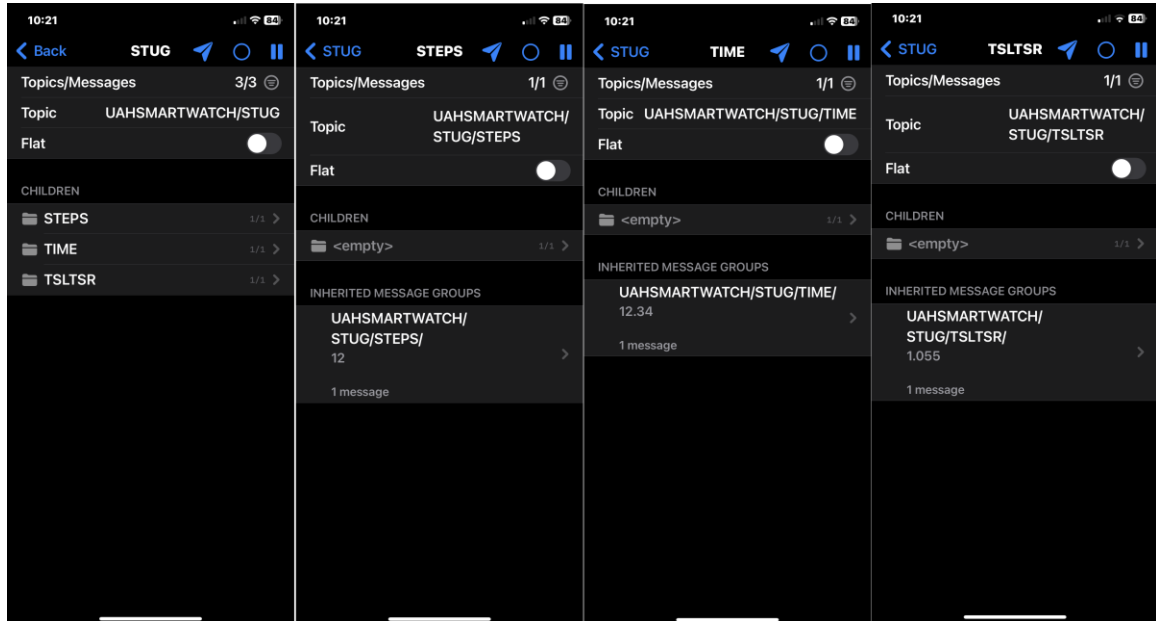 10:21
84
Back
STUG
Topics/Messages
3/3
Topic
UAHSMARTWATCH/STUG
Flat
CHILDREN
STEPS
1/1
TIME
1/1
TSLTSR
1/1
10:21
84
STUG
STEPS
Topics/Messages
1/1
Topic
UAHSMARTWATCH/
STUG/STEPS
Flat
CHILDREN
<empty>
1/1
INHERITED MESSAGE GROUPS
UAHSMARTWATCH/
STUG/STEPS/
12
1 message
10:21
84
STUG
TIME
Topics/Messages
1/1
Topic
UAHSMARTWATCH/STUG/TIME
Flat
CHILDREN
<empty>
1/1
INHERITED MESSAGE GROUPS
UAHSMARTWATCH/STUG/TIME/
12.34
1 message
10:21
84
STUG
TSLTSR
Topics/Messages
1/1
Topic
UAHSMARTWATCH/
STUG/TSLTSR
Flat
CHILDREN
<empty>
1/1
INHERITED MESSAGE GROUPS
UAHSMARTWATCH/
STUG/TSLTSR/
1.055
1 message